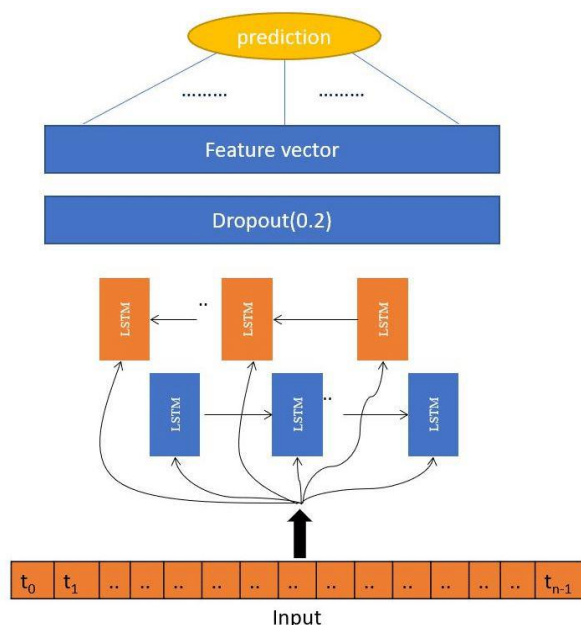 prediction
......... .........
Feature vector
Dropout(0.2)
LSTM .. LSTM LSTM
LSTM LSTM .. LSTM
t0 t1 .. .. .. .. .. .. .. .. .. .. .. .. tn-1
Input